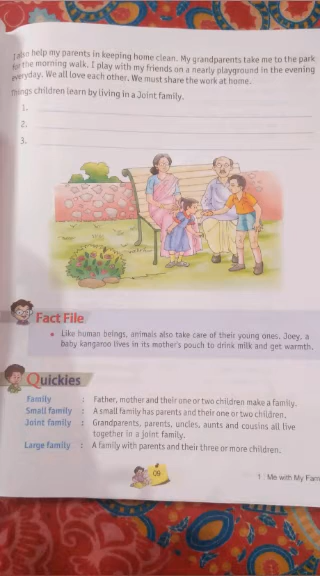 I also help my parents in keeping home clean. My grandparents take me to the park
for the morning walk. I play with my friends on a nearly playground in the evening
everyday. We all love each other. We must share the work at home.
Things children learn by living in a Joint family.
1.
2.
3.
Fact File
• Like human beings, animals also take care of their young ones. Joey, a
baby kangaroo lives in its mother's pouch to drink milk and get warmth.
Quickies
Family : Father, mother and their one or two children make a family.
Small family : A small family has parents and their one or two children.
Joint family : Grandparents, parents, uncles, aunts and cousins all live
together in a joint family.
Large family : A family with parents and their three or more children.
09
1 : Me with My Fam